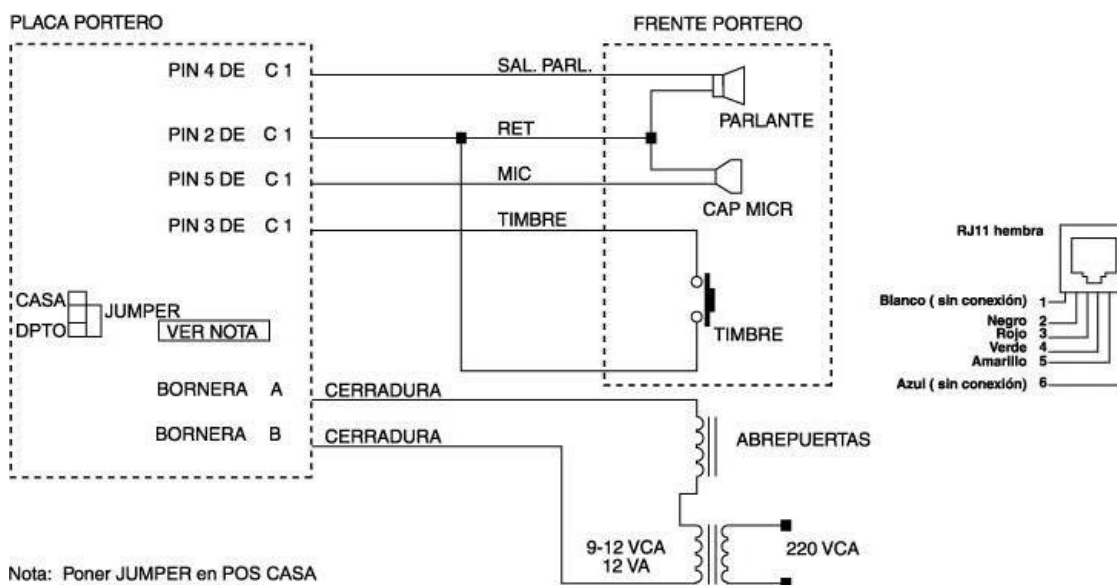 PLACA PORTERO
FRENTE PORTERO
PIN 4 DE C 1
SAL. PARL.
PARLANTE
PIN 2 DE C 1
RET
PIN 5 DE C 1
MIC
CAP MICR
PIN 3 DE C 1
TIMBRE
TIMBRE
CASA
DPTO
JUMPER
VER NOTA
BORNERA A
CERRADURA
BORNERA B
CERRADURA
ABREPUERTAS
9-12 VCA
12 VA
220 VCA
Nota: Poner JUMPER en POS CASA
RJ11 hembra
Blanco ( sin conexión) 1
Negro 2
Rojo 3
Verde 4
Amarillo 5
Azul ( sin conexión) 6